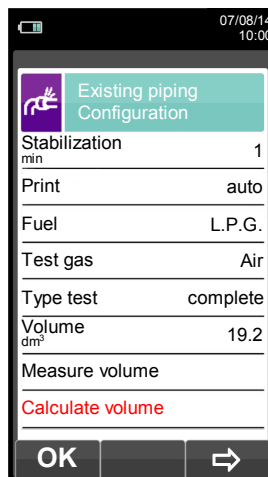 07/08/14
10:00
Existing piping
Configuration
Stabilization 1
min
Print auto
Fuel L.P.G.
Test gas Air
Type test complete
Volume 19.2
dm³
Measure volume
Calculate volume
OK